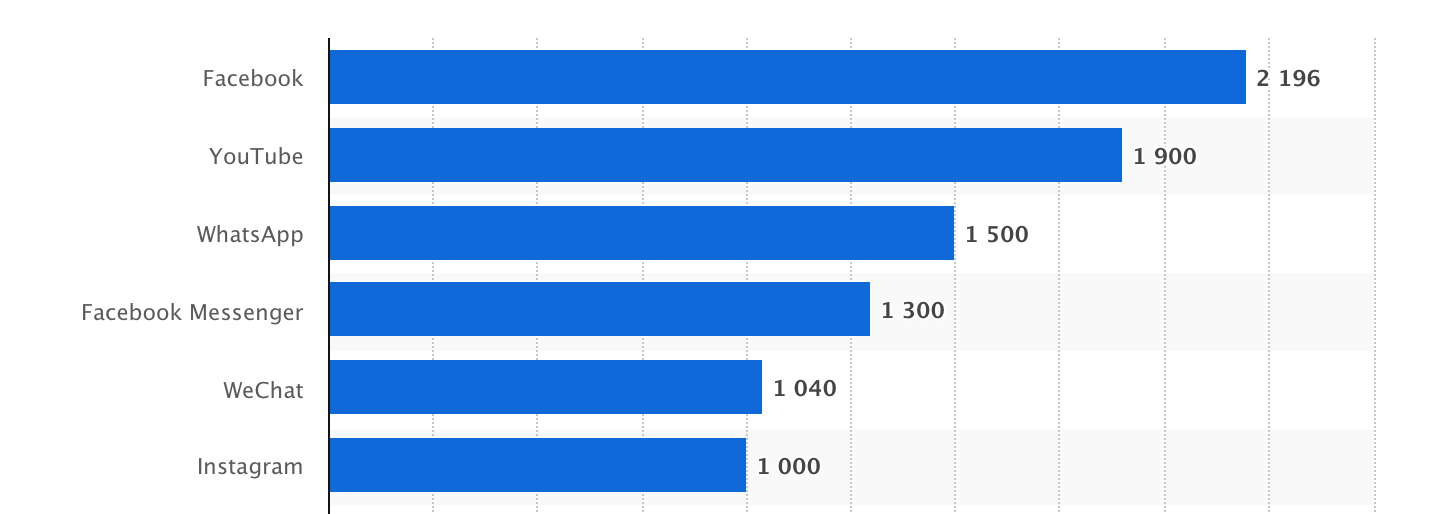 Facebook 2 196
YouTube 1 900
WhatsApp 1 500
Facebook Messenger 1 300
WeChat 1 040
Instagram 1 000